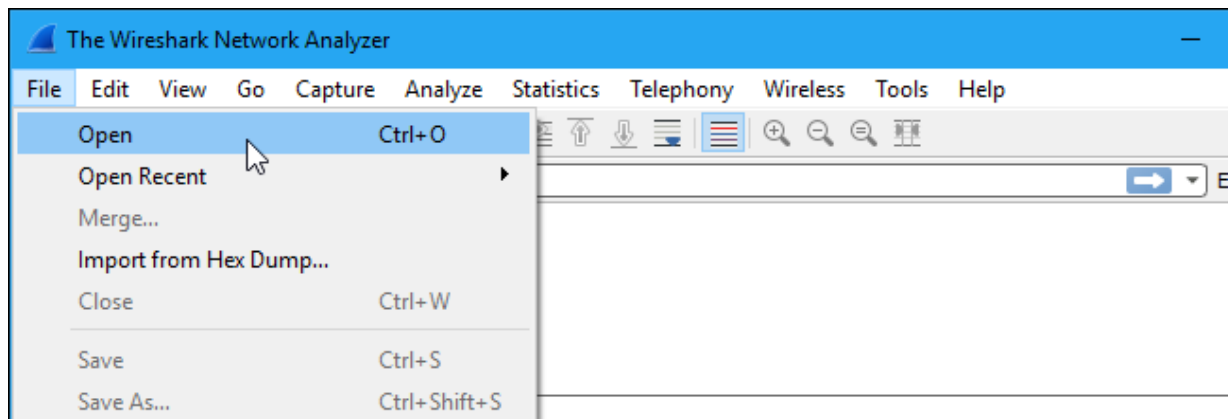 The Wireshark Network Analyzer
File Edit View Go Capture Analyze Statistics Telephony Wireless Tools Help
Open Ctrl+O
Open Recent
Merge...
Import from Hex Dump...
Close Ctrl+W
Save Ctrl+S
Save As... Ctrl+Shift+S